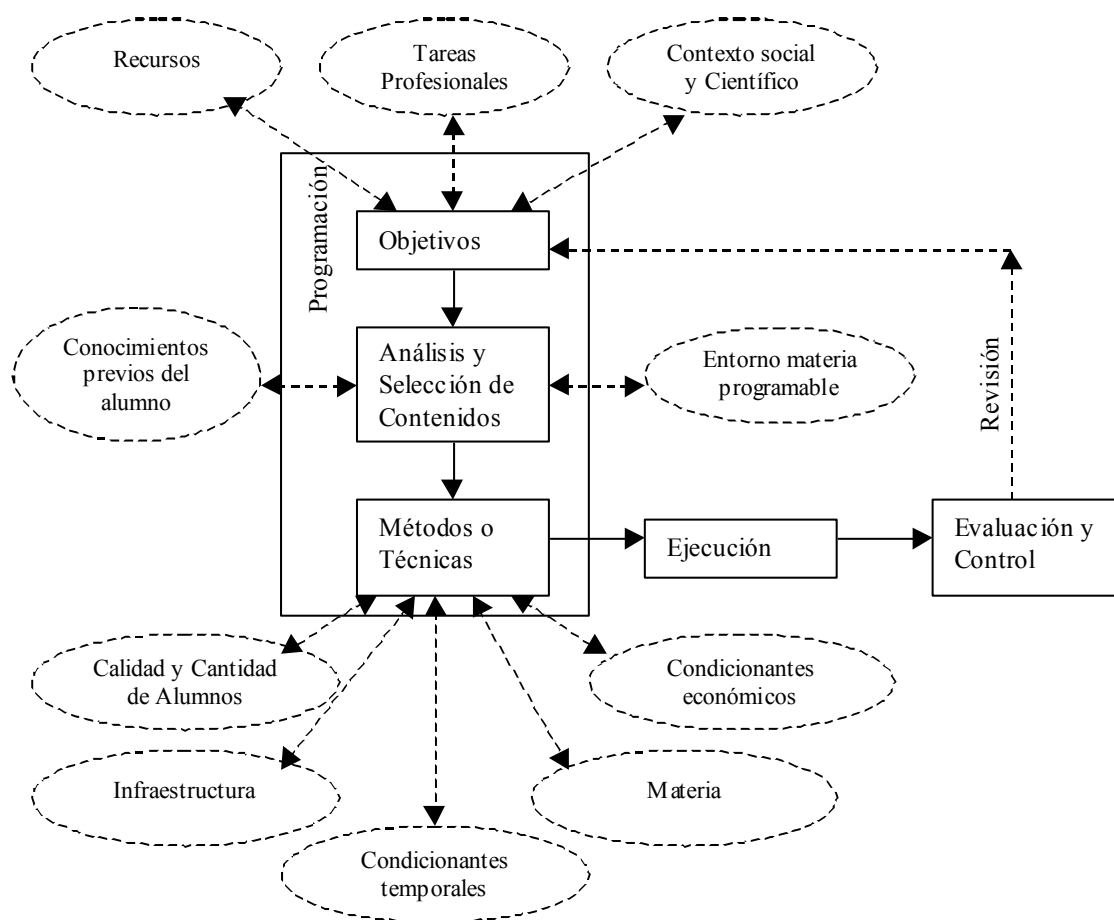 Recursos
Tareas
Profesionales
Contexto social
y Científico
Programación
Objetivos
Conocimientos
previos del
alumno
Análisis y
Selección de
Contenidos
Entorno materia
programable
Revisión
Métodos o
Técnicas
Ejecución
Evaluación y
Control
Calidad y Cantidad
de Alumnos
Condicionantes
económicos
Infraestructura
Materia
Condicionantes
temporales